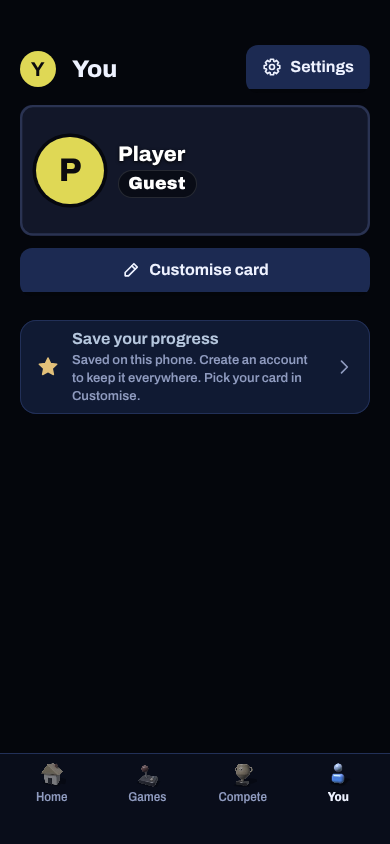 Y
You
Settings
P
Player
Guest
Customise card
Save your progress
Saved on this phone. Create an account
to keep it everywhere. Pick your card in
Customise.
Home
Games
Compete
You